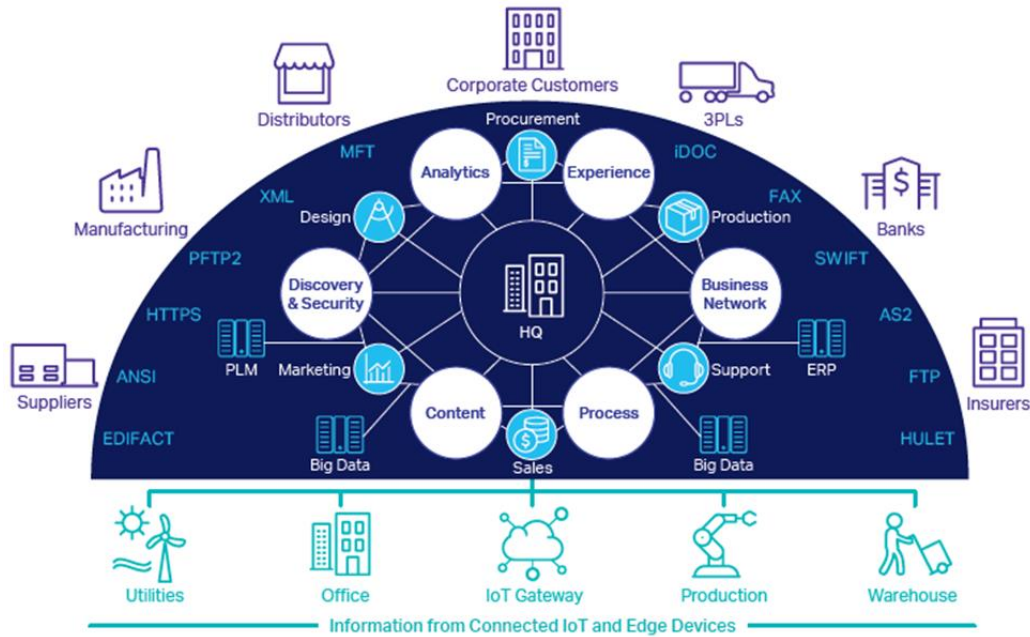 Corporate Customers
Distributors
3PLs
Procurement
MFT
iDOC
Analytics
Experience
XML
FAX
Design
Production
Manufacturing
Banks
PFTP2
SWIFT
Discovery
& Security
HQ
Business
Network
HTTPS
AS2
PLM
Marketing
Support
ERP
ANSI
FTP
Suppliers
Insurers
Content
Process
EDIFACT
HULET
Big Data
Sales
Big Data
Utilities
Office
IoT Gateway
Production
Warehouse
Information from Connected IoT and Edge Devices